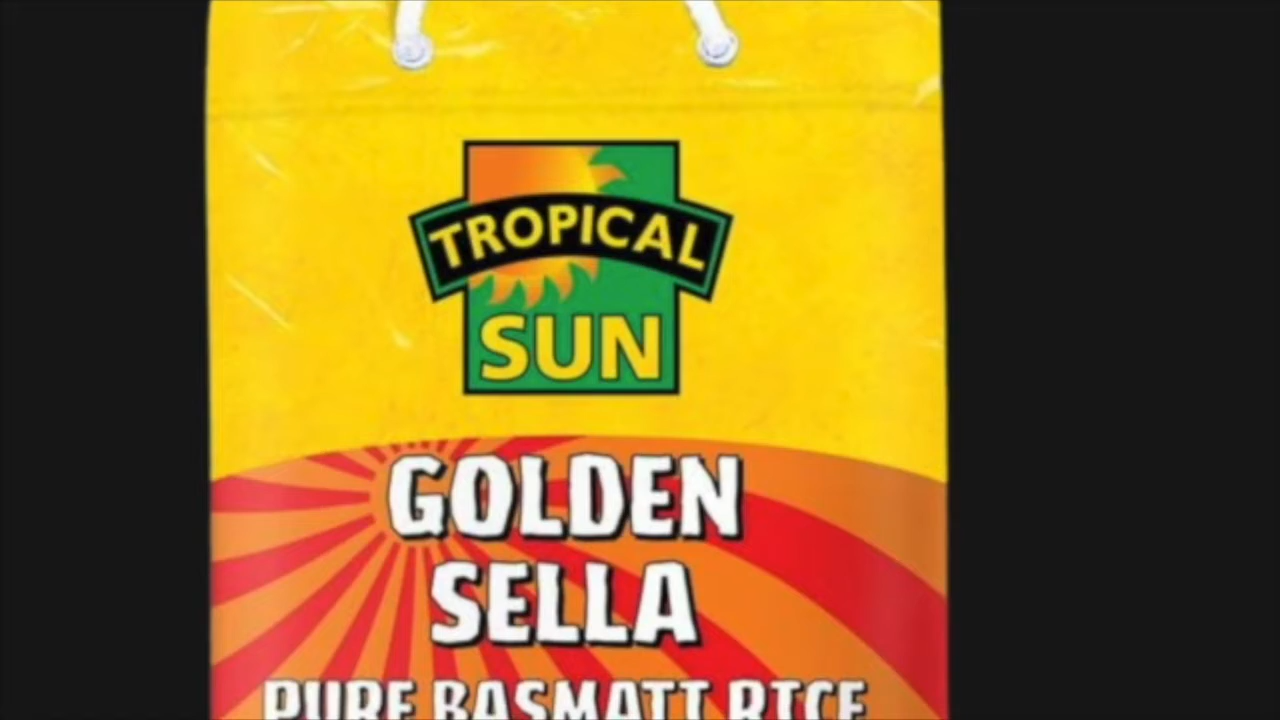 TROPICAL
SUN
GOLDEN
SELLA
PURE BASMATI RICE